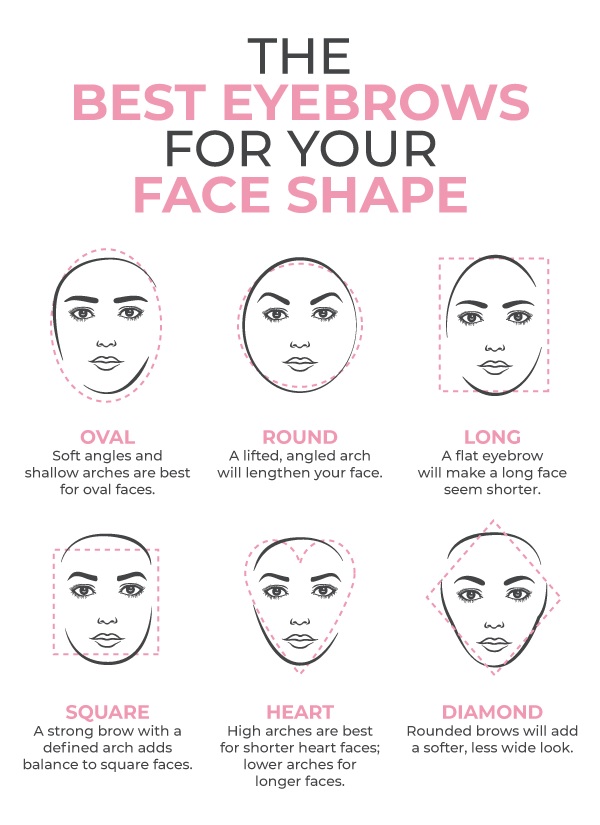 THE
BEST EYEBROWS
FOR YOUR
FACE SHAPE
OVAL
Soft angles and
shallow arches are best
for oval faces.
ROUND
A lifted, angled arch
will lengthen your face.
LONG
A flat eyebrow
will make a long face
seem shorter.
SQUARE
A strong brow with a
defined arch adds
balance to square faces.
HEART
High arches are best
for shorter heart faces;
lower arches for
longer faces.
DIAMOND
Rounded brows will add
a softer, less wide look.